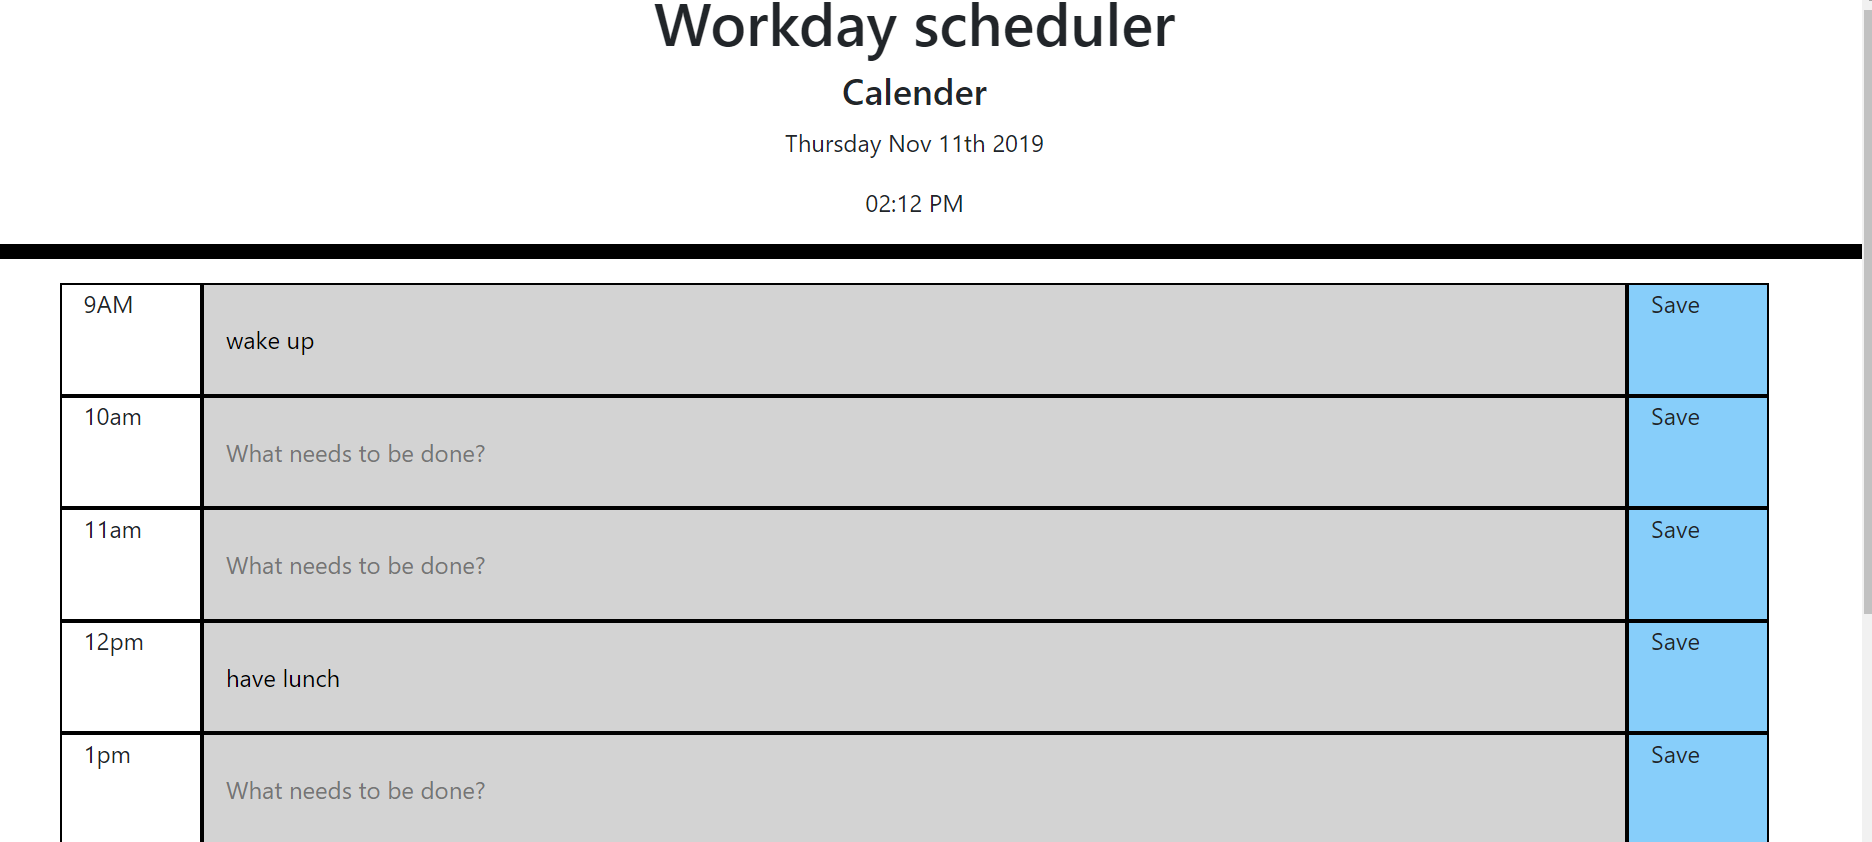 Workday scheduler
Calender
Thursday Nov 11th 2019
02:12 PM
9AM
wake up
Save
10am
What needs to be done?
Save
11am
What needs to be done?
Save
12pm
have lunch
Save
1pm
What needs to be done?
Save